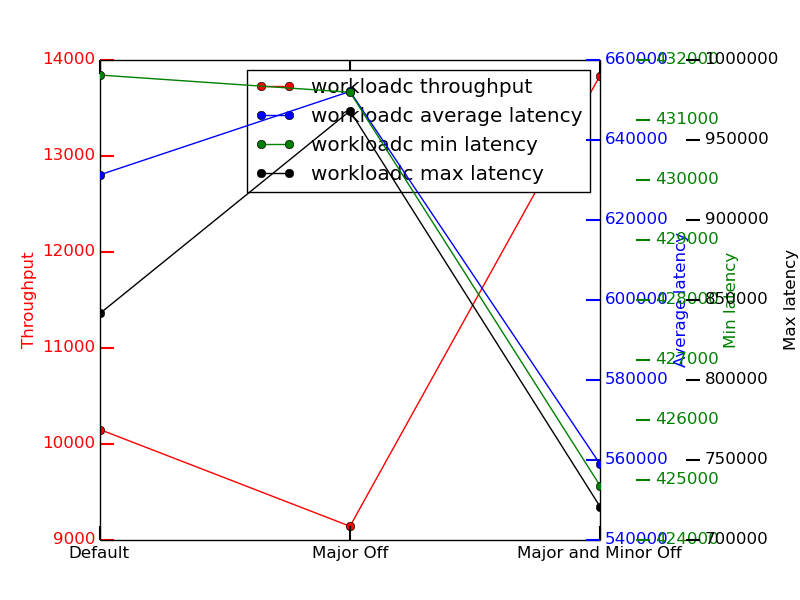 workloadc throughput
workloadc average latency
workloadc min latency
workloadc max latency
Throughput
14000
13000
12000
11000
10000
9000
Default
Major Off
Major and Minor Off
660000
640000
620000
600000
580000
560000
540000
Average latency
432000
431000
430000
429000
428000
427000
426000
425000
424000
Min latency
1000000
950000
900000
850000
800000
750000
700000
Max latency